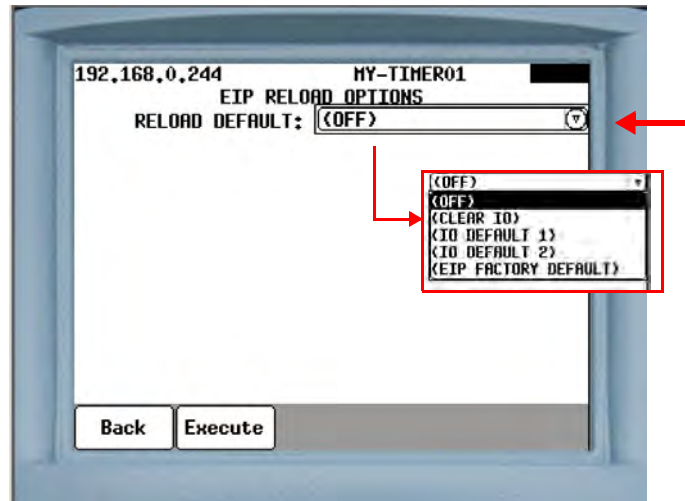 192.168.0.244 MY-TIMER01
EIP RELOAD OPTIONS
RELOAD DEFAULT: (OFF)
(OFF)
(OFF)
(CLEAR IO)
(IO DEFAULT 1)
(IO DEFAULT 2)
(EIP FACTORY DEFAULT)
Back Execute